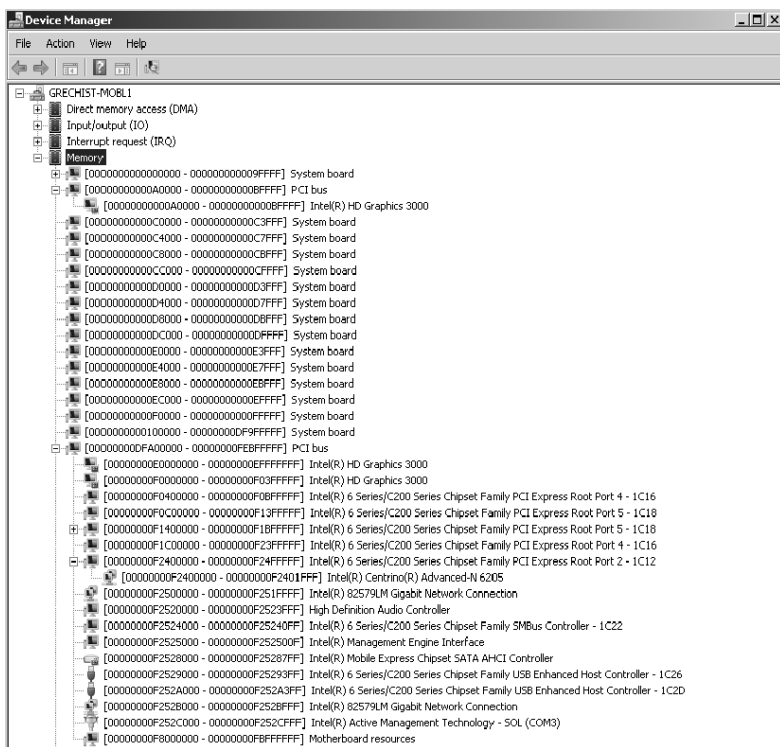 Device Manager
File Action View Help
GRECHIST-MOBL1
Direct memory access (DMA)
Input/output (IO)
Interrupt request (IRQ)
Memory
[0000000000000000 - 000000000009FFFF] System board
[00000000000A0000 - 00000000000BFFFF] PCI bus
[00000000000A0000 - 00000000000BFFFF] Intel(R) HD Graphics 3000
[00000000000C0000 - 00000000000C3FFF] System board
[00000000000C4000 - 00000000000C7FFF] System board
[00000000000C8000 - 00000000000CBFFF] System board
[00000000000CC000 - 00000000000CFFFF] System board
[00000000000D0000 - 00000000000D3FFF] System board
[00000000000D4000 - 00000000000D7FFF] System board
[00000000000D8000 - 00000000000DBFFF] System board
[00000000000DC000 - 00000000000DFFFF] System board
[00000000000E0000 - 00000000000E3FFF] System board
[00000000000E4000 - 00000000000E7FFF] System board
[00000000000E8000 - 00000000000EBFFF] System board
[00000000000EC000 - 00000000000EFFFF] System board
[00000000000F0000 - 00000000000FFFFF] System board
[0000000000100000 - 00000000DF9FFFFF] System board
[00000000DFA00000 - 00000000FEBFFFFF] PCI bus
[00000000E0000000 - 00000000EFFFFFFF] Intel(R) HD Graphics 3000
[00000000F0000000 - 00000000F03FFFFF] Intel(R) HD Graphics 3000
[00000000F0400000 - 00000000F0BFFFFF] Intel(R) 6 Series/C200 Series Chipset Family PCI Express Root Port 4 - 1C16
[00000000F0C00000 - 00000000F13FFFFF] Intel(R) 6 Series/C200 Series Chipset Family PCI Express Root Port 5 - 1C18
[00000000F1400000 - 00000000F1BFFFFF] Intel(R) 6 Series/C200 Series Chipset Family PCI Express Root Port 5 - 1C18
[00000000F1C00000 - 00000000F23FFFFF] Intel(R) 6 Series/C200 Series Chipset Family PCI Express Root Port 4 - 1C16
[00000000F2400000 - 00000000F24FFFFF] Intel(R) 6 Series/C200 Series Chipset Family PCI Express Root Port 2 - 1C12
[00000000F2400000 - 00000000F2401FFF] Intel(R) Centrino(R) Advanced-N 6205
[00000000F2500000 - 00000000F251FFFF] Intel(R) 82579LM Gigabit Network Connection
[00000000F2520000 - 00000000F2523FFF] High Definition Audio Controller
[00000000F2524000 - 00000000F25240FF] Intel(R) 6 Series/C200 Series Chipset Family SMBus Controller - 1C22
[00000000F2525000 - 00000000F252500F] Intel(R) Management Engine Interface
[00000000F2528000 - 00000000F25287FF] Intel(R) Mobile Express Chipset SATA AHCI Controller
[00000000F2529000 - 00000000F25293FF] Intel(R) 6 Series/C200 Series Chipset Family USB Enhanced Host Controller - 1C26
[00000000F252A000 - 00000000F252A3FF] Intel(R) 6 Series/C200 Series Chipset Family USB Enhanced Host Controller - 1C2D
[00000000F252B000 - 00000000F252BFFF] Intel(R) 82579LM Gigabit Network Connection
[00000000F252C000 - 00000000F252CFFF] Intel(R) Active Management Technology - SOL (COM3)
[00000000F8000000 - 00000000FBFFFFFF] Motherboard resources